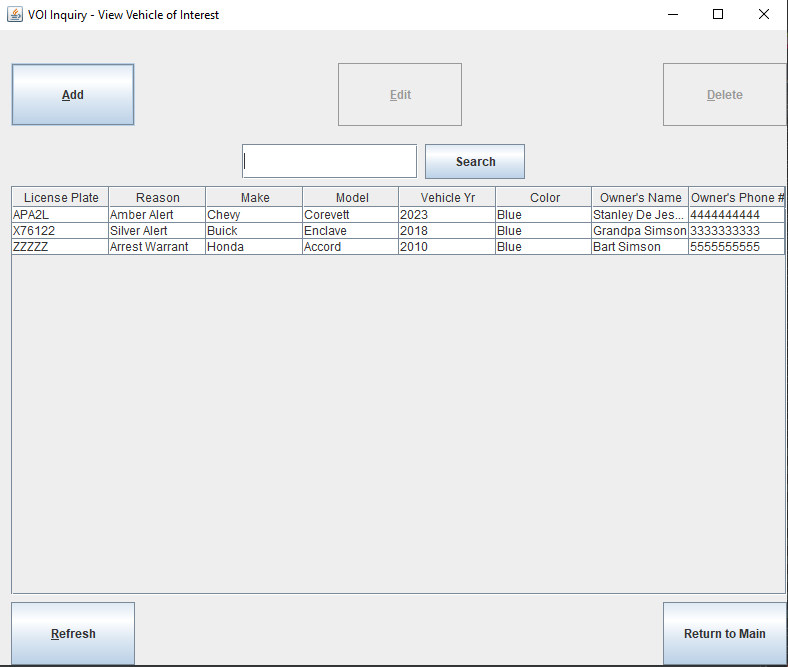 VOI Inquiry - View Vehicle of Interest
Add Edit Delete
Search
License Plate Reason Make Model Vehicle Yr Color Owner's Name Owner's Phone #
APA2L Amber Alert Chevy Corevett 2023 Blue Stanley De Jes... 4444444444
X76122 Silver Alert Buick Enclave 2018 Blue Grandpa Simson 3333333333
ZZZZZ Arrest Warrant Honda Accord 2010 Blue Bart Simson 5555555555
Refresh Return to Main